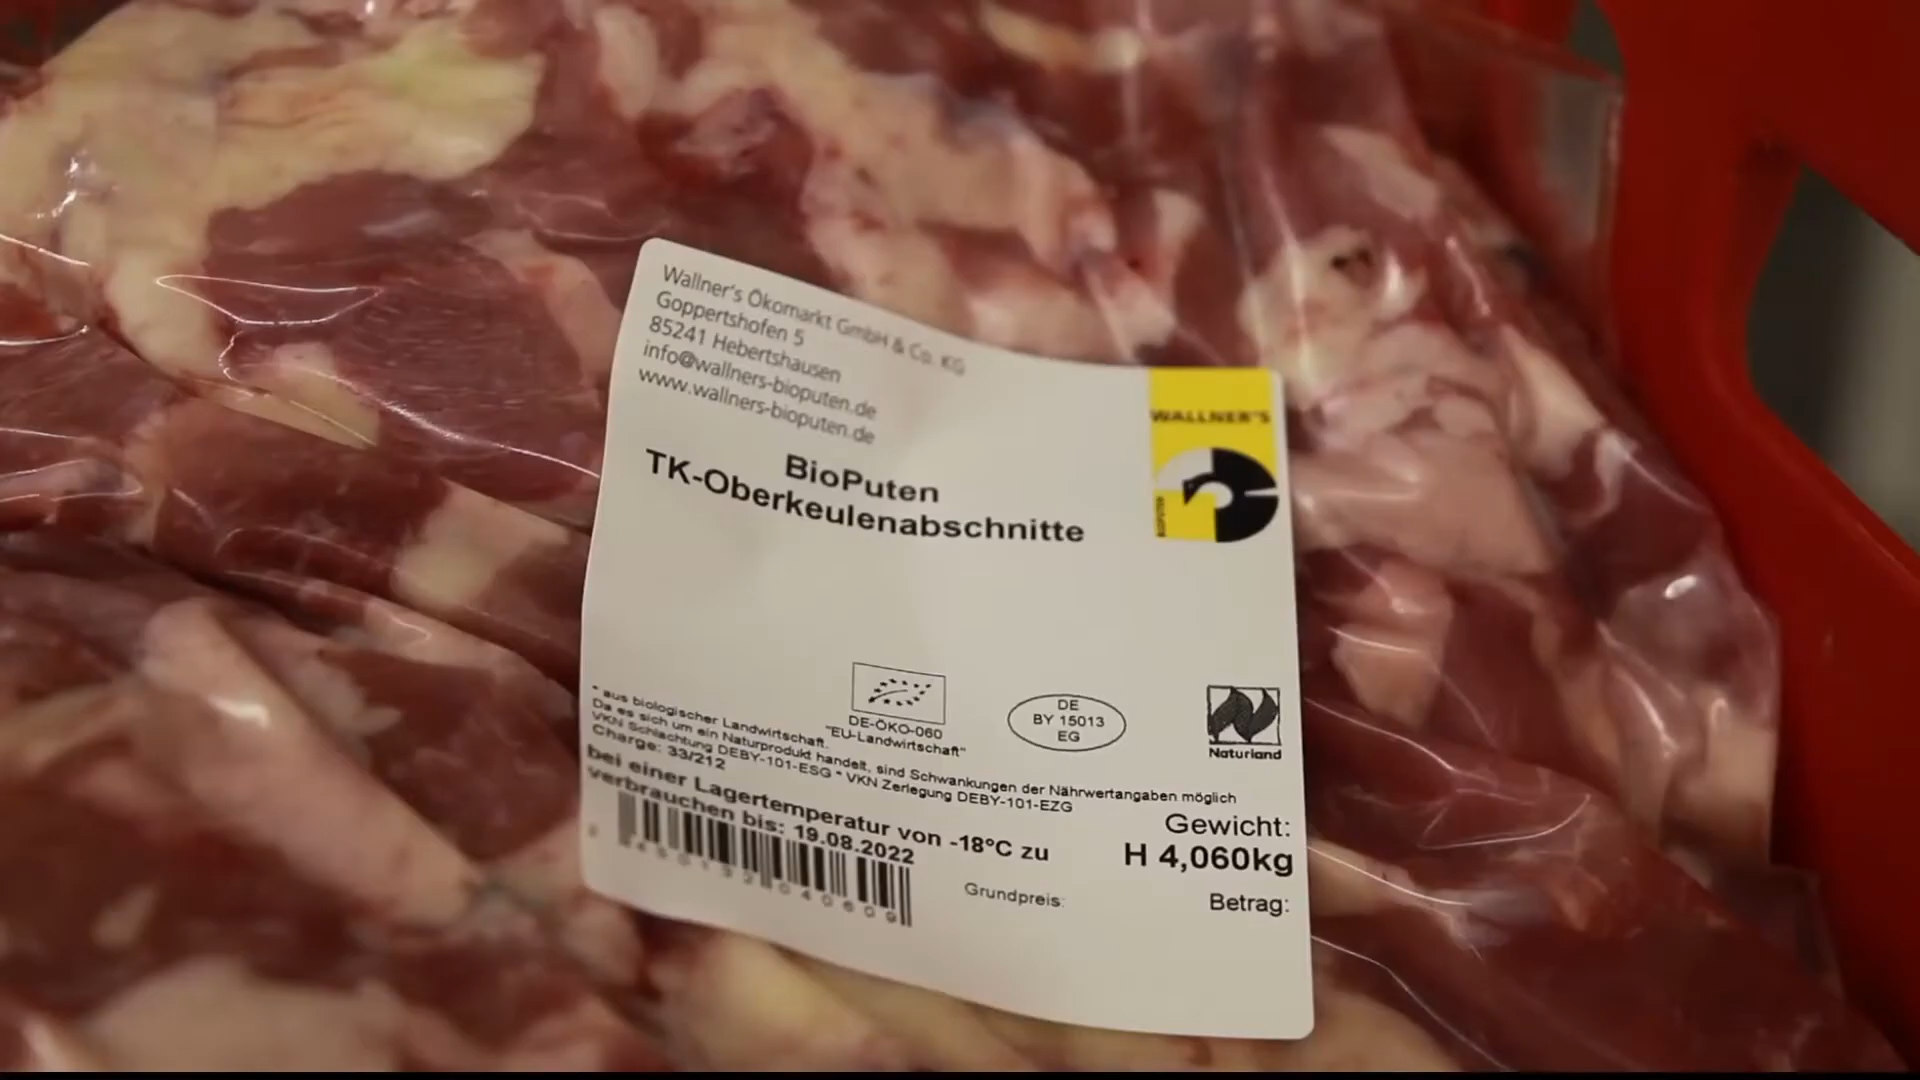 Wallner's Ökomarkt GmbH & Co. KG
Goppertshofen 5
85241 Hebertshausen
info@wallners-bioputen.de
www.wallners-bioputen.de
WALLNER'S
BIOPUTEN
BioPuten
TK-Oberkeulenabschnitte
DE-ÖKO-060
"EU-Landwirtschaft"
DE
BY 15013
EG
Naturland
* aus biologischer Landwirtschaft.
Da es sich um ein Naturprodukt handelt, sind Schwankungen der Nährwertangaben möglich
VKN Schlachtung DEBY-101-ESG * VKN Zerlegung DEBY-101-EZG
Charge: 33/212
bei einer Lagertemperatur von -18°C zu
verbrauchen bis: 19.08.2022
Gewicht:
H 4,060kg
Grundpreis:
Betrag: